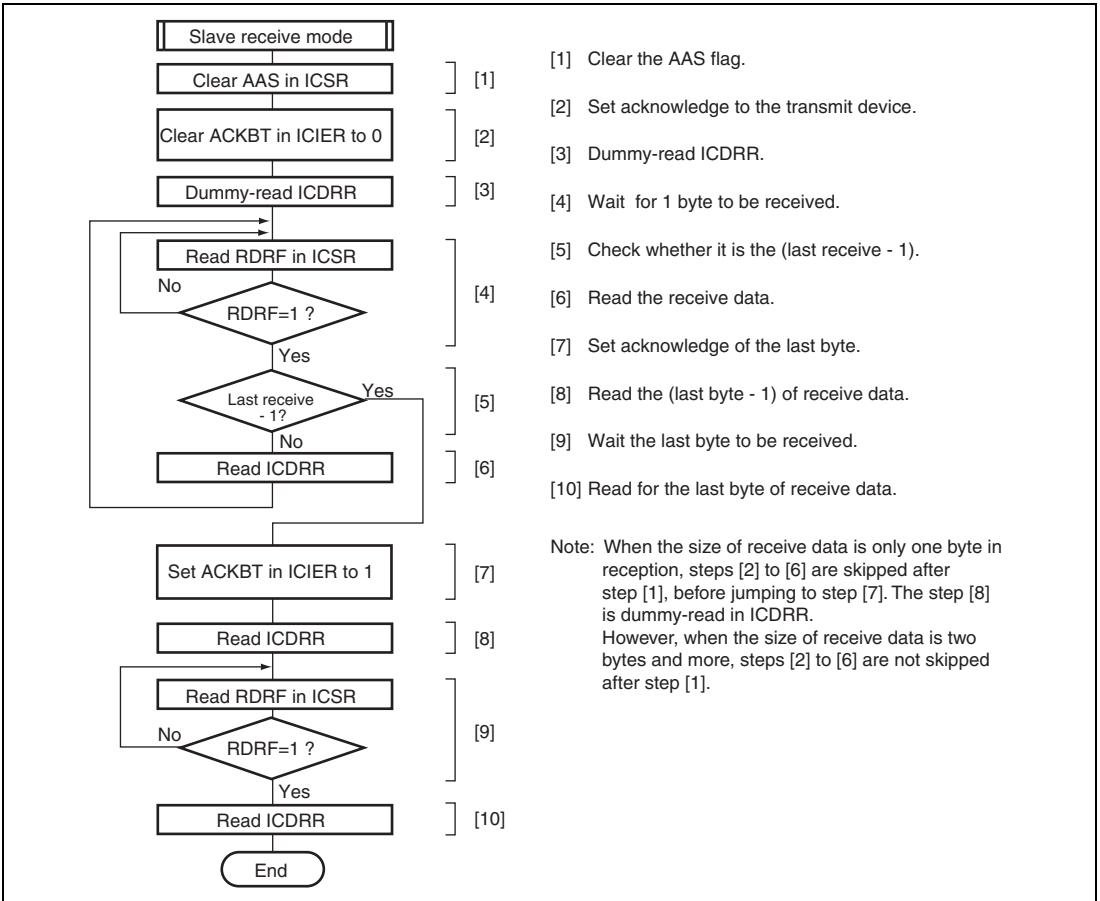 Slave receive mode
Clear AAS in ICSR
[1]
Clear ACKBT in ICIER to 0
[2]
Dummy-read ICDRR
[3]
Read RDRF in ICSR
No
[4]
RDRF=1 ?
Yes
Yes
Last receive
- 1?
[5]
No
Read ICDRR
[6]
Set ACKBT in ICIER to 1
[7]
Read ICDRR
[8]
Read RDRF in ICSR
No
[9]
RDRF=1 ?
Yes
Read ICDRR
[10]
End
[1] Clear the AAS flag.
[2] Set acknowledge to the transmit device.
[3] Dummy-read ICDRR.
[4] Wait for 1 byte to be received.
[5] Check whether it is the (last receive - 1).
[6] Read the receive data.
[7] Set acknowledge of the last byte.
[8] Read the (last byte - 1) of receive data.
[9] Wait the last byte to be received.
[10] Read for the last byte of receive data.
Note: When the size of receive data is only one byte in
reception, steps [2] to [6] are skipped after
step [1], before jumping to step [7]. The step [8]
is dummy-read in ICDRR.
However, when the size of receive data is two
bytes and more, steps [2] to [6] are not skipped
after step [1].